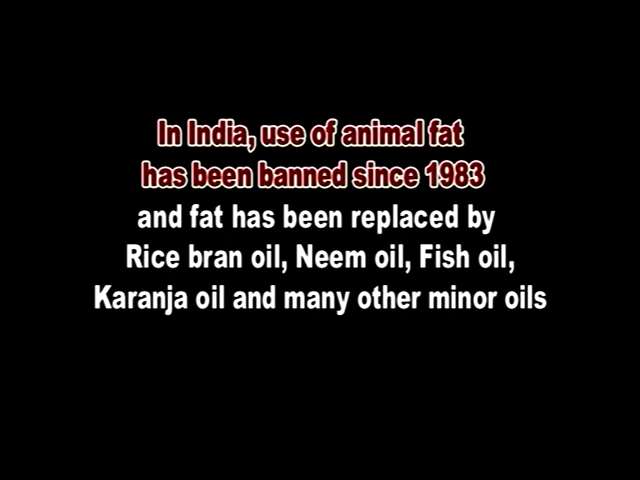 In India, use of animal fat
has been banned since 1983
and fat has been replaced by
Rice bran oil, Neem oil, Fish oil,
Karanja oil and many other minor oils